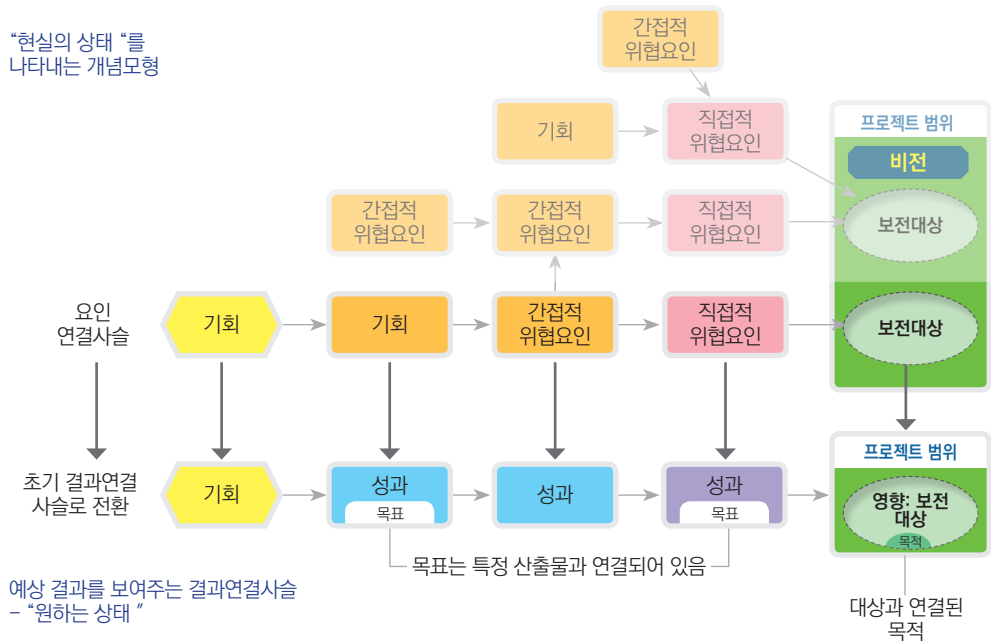 “현실의 상태 “를
나타내는 개념모형
간접적
위협요인
기회
직접적
위협요인
프로젝트 범위
비전
간접적
위협요인
간접적
위협요인
직접적
위협요인
보전대상
요인
연결사슬
기회
기회
간접적
위협요인
직접적
위협요인
보전대상
초기 결과연결
사슬로 전환
기회
성과
목표
성과
성과
목표
프로젝트 범위
영향: 보전
대상
목적
목표는 특정 산출물과 연결되어 있음
예상 결과를 보여주는 결과연결사슬
– “원하는 상태 ”
대상과 연결된
목적